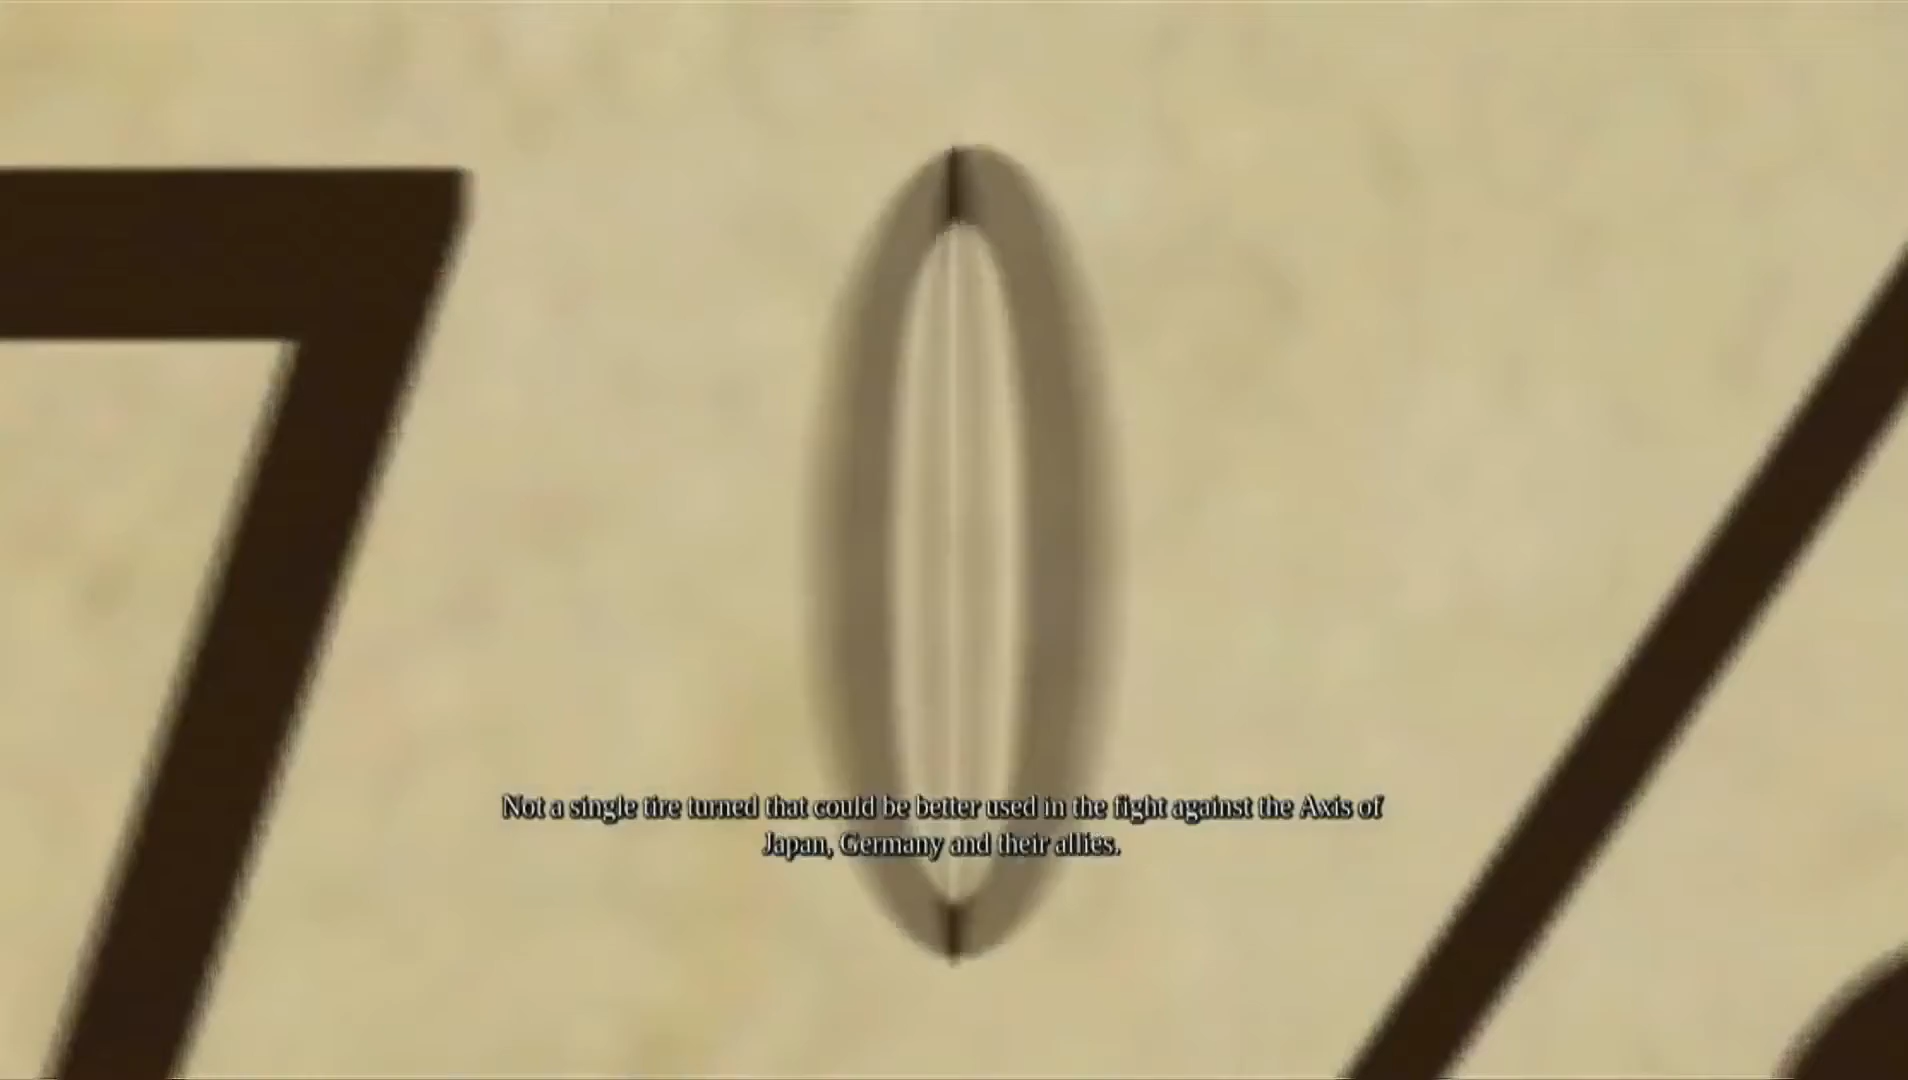 70%
Not a single tire turned that could be better used in the fight against the Axis of
Japan, Germany and their allies.